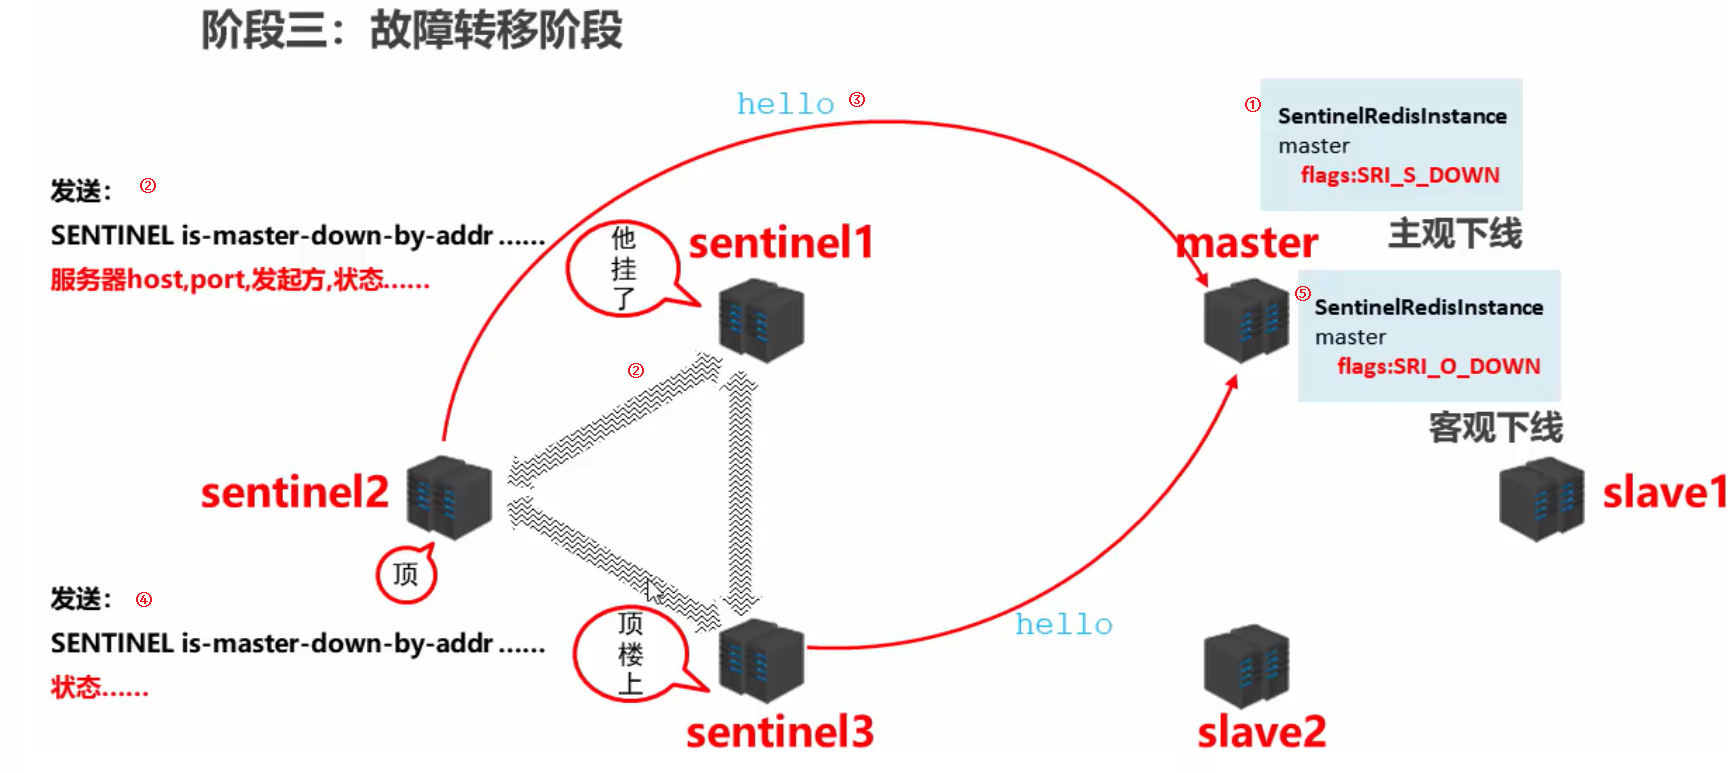 阶段三：故障转移阶段
hello ③
①
SentinelRedisInstance
master
flags:SRI_S_DOWN
主观下线
发送： ②
SENTINEL is-master-down-by-addr ......
服务器host,port,发起方,状态......
他
挂
了
sentinel1
master
⑤
SentinelRedisInstance
master
flags:SRI_O_DOWN
客观下线
②
sentinel2
顶
slave1
发送： ④
SENTINEL is-master-down-by-addr ......
状态......
顶
楼
上
sentinel3
hello
slave2